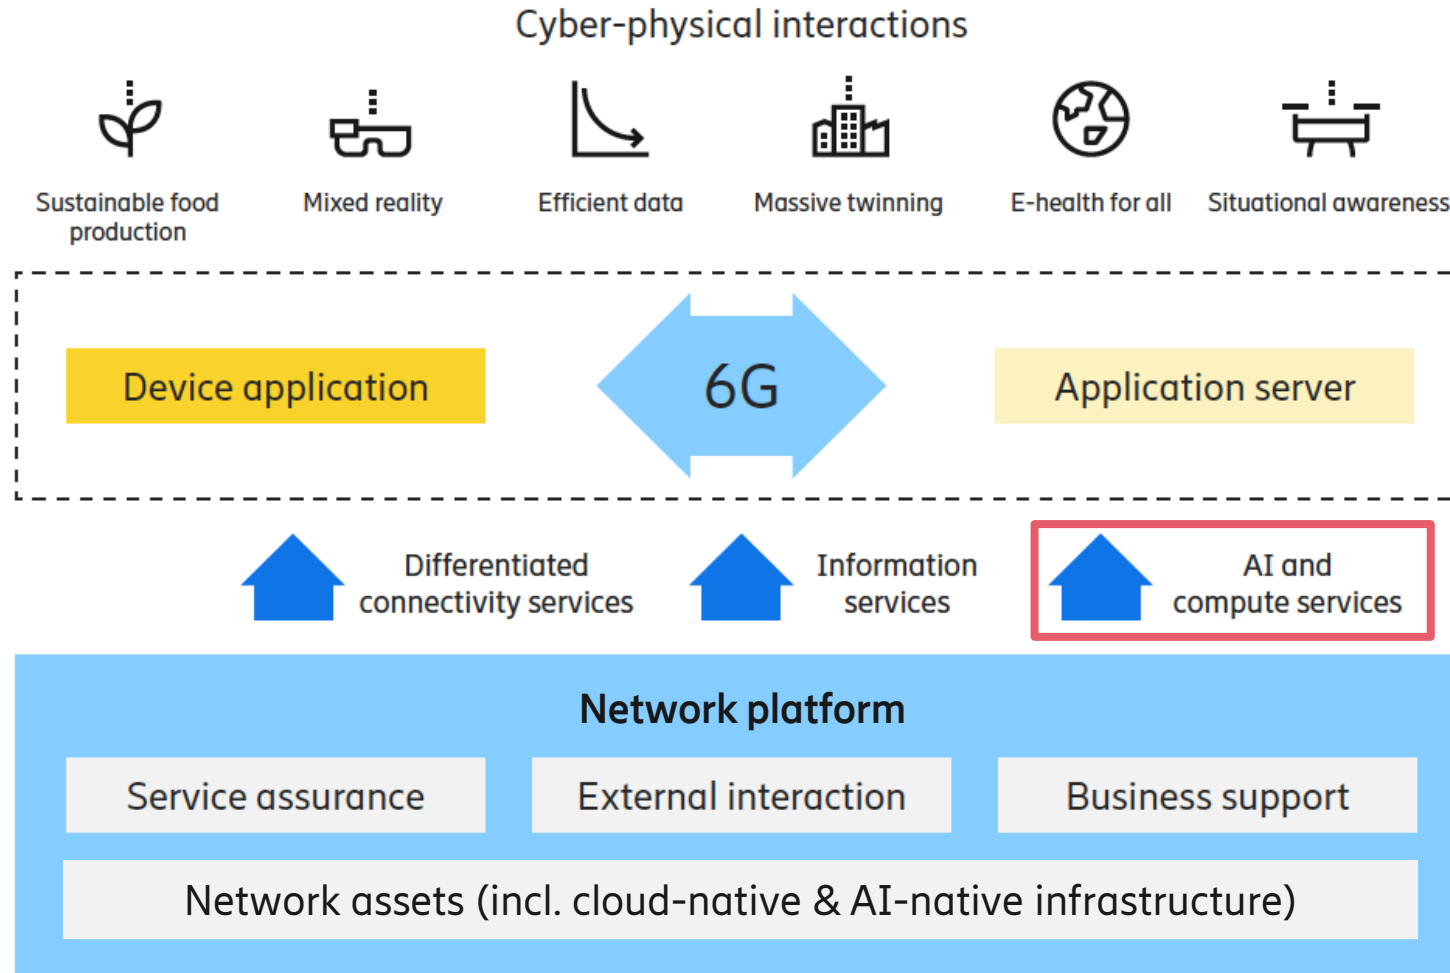 Cyber-physical interactions
Sustainable food
production
Mixed reality
Efficient data
Massive twinning
E-health for all
Situational awareness
Device application
6G
Application server
Differentiated
connectivity services
Information
services
AI and
compute services
Network platform
Service assurance
External interaction
Business support
Network assets (incl. cloud-native & AI-native infrastructure)